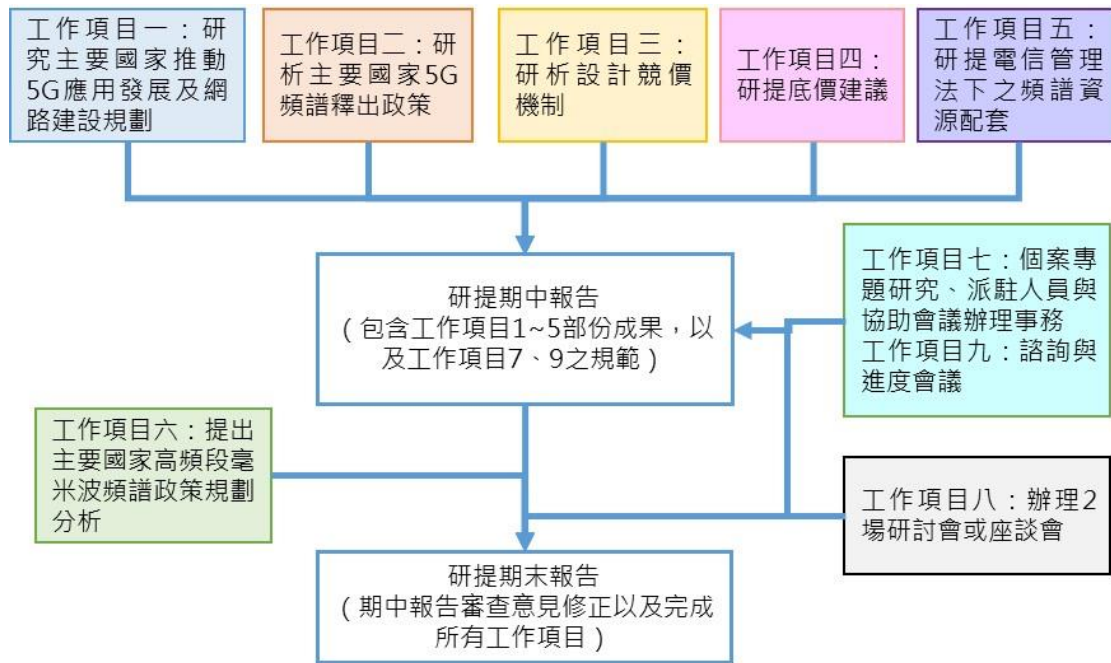 工作項目一：研
究主要國家推動
5G應用發展及網
路建設規劃
工作項目二：研
析主要國家5G
頻譜釋出政策
工作項目三：
研析設計競價
機制
工作項目四：
研提底價建議
工作項目五：
研提電信管理
法下之頻譜資
源配套
研提期中報告
（包含工作項目1~5部份成果，以
及工作項目7、9之規範）
工作項目七：個案專
題研究、派駐人員與
協助會議辦理事務
工作項目九：諮詢與
進度會議
工作項目六：提出
主要國家高頻段毫
米波頻譜政策規劃
分析
工作項目八：辦理2
場研討會或座談會
研提期末報告
（期中報告審查意見修正以及完成
所有工作項目）